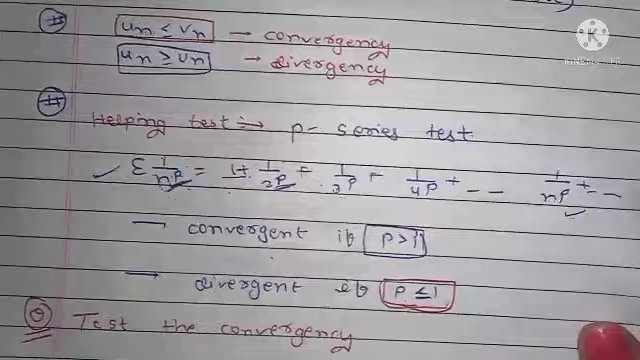 # un ≤ vn — convergency
un ≥ vn → divergency
KINEMASTER
# Helping test :→ p- series test
✓ Σ 1/n^p = 1+ 1/2^p + 1/3^p + 1/4^p + -- 1/n^p + --
— convergent if p>1
→ divergent if p ≤ 1
Q Test the convergency